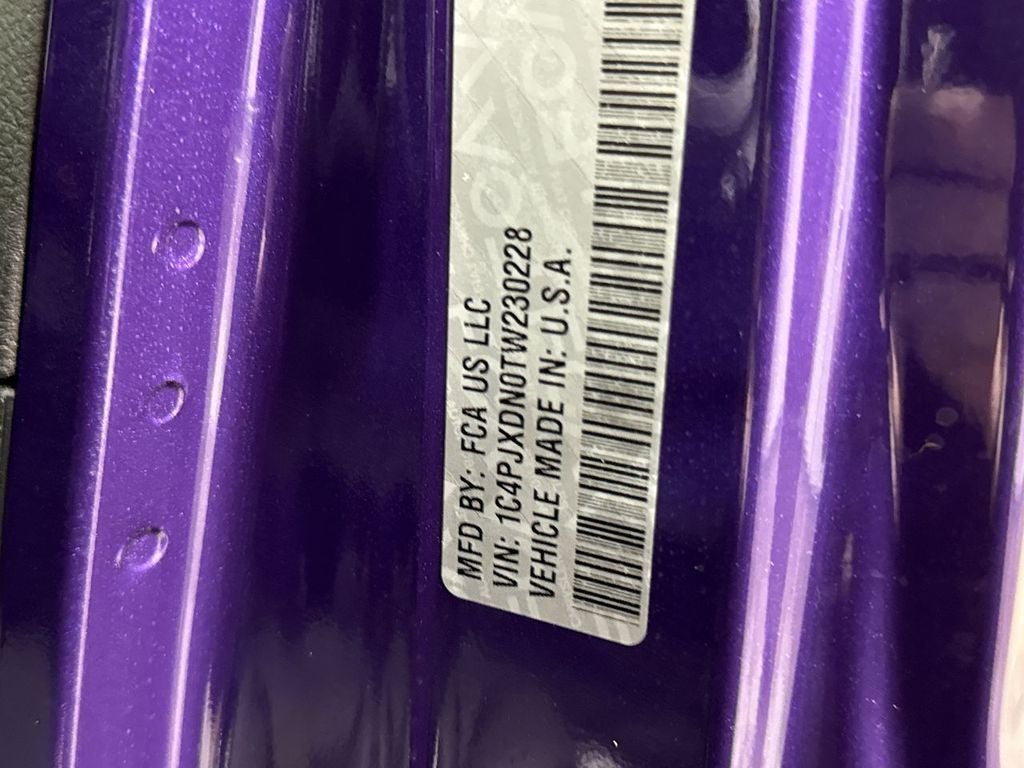 MFD BY: FCA US LLC
VIN: 1C4PJXDN0TW230228
VEHICLE MADE IN: U.S.A.